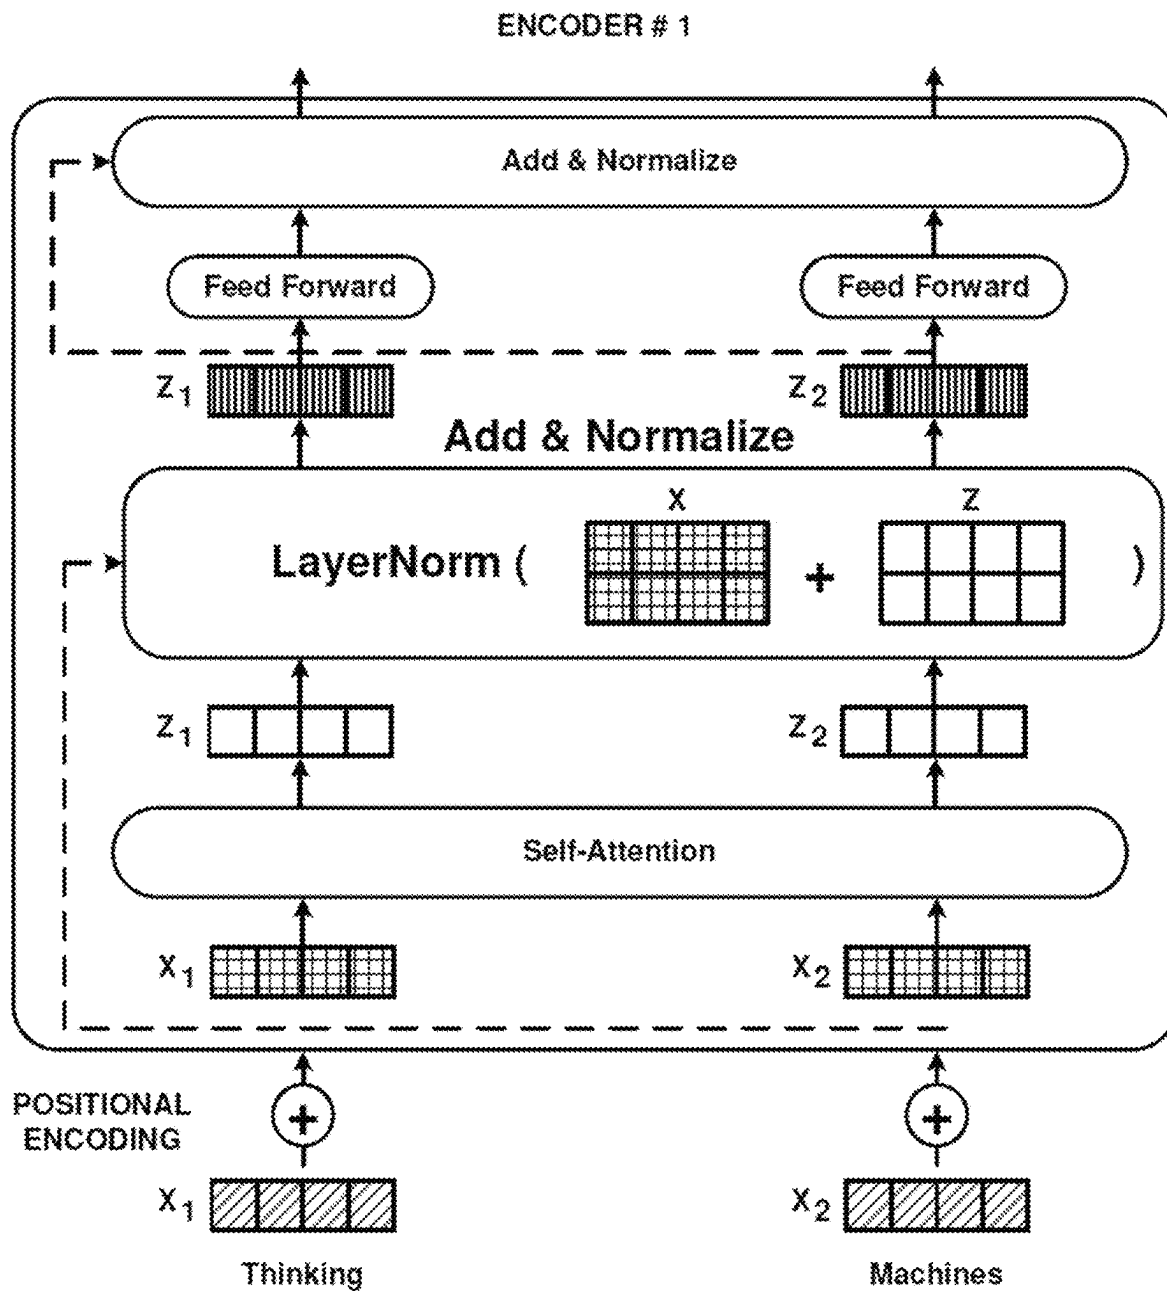 ENCODER # 1
Add & Normalize
Feed Forward Feed Forward
Z1 Z2
Add & Normalize
X Z
LayerNorm ( + )
Z1 Z2
Self-Attention
X1 X2
POSITIONAL + +
ENCODING
X1 X2
Thinking Machines